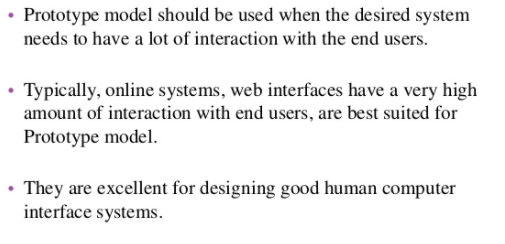 • Prototype model should be used when the desired system
needs to have a lot of interaction with the end users.
• Typically, online systems, web interfaces have a very high
amount of interaction with end users, are best suited for
Prototype model.
• They are excellent for designing good human computer
interface systems.